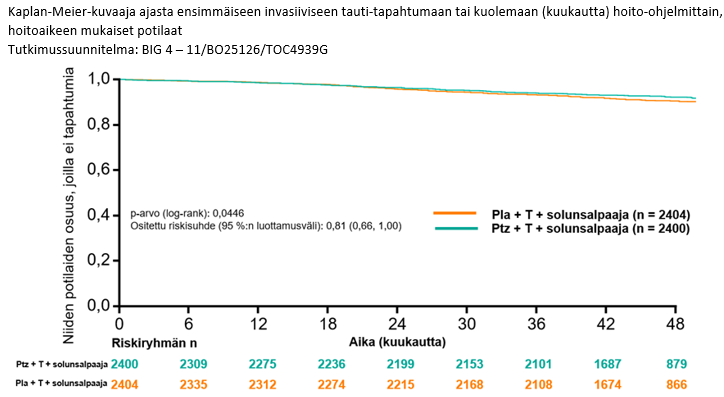 Kaplan-Meier-kuvaaja ajasta ensimmäiseen invasiiviseen tauti-tapahtumaan tai kuolemaan (kuukautta) hoito-ohjelmittain,
hoitoaikeen mukaiset potilaat
Tutkimussuunnitelma: BIG 4 – 11/BO25126/TOC4939G
Niiden potilaiden osuus, joilla ei tapahtumia
1,0
0,8
0,6
0,4
0,2
0,0
p-arvo (log-rank): 0,0446
Ositettu riskisuhde (95 %:n luottamusväli): 0,81 (0,66, 1,00)
Pla + T + solunsalpaaja (n = 2404)
Ptz + T + solunsalpaaja (n = 2400)
0 6 12 18 24 30 36 42 48
Riskiryhmän n
Aika (kuukautta)
Ptz + T + solunsalpaaja 2400 2309 2275 2236 2199 2153 2101 1687 879
Pla + T + solunsalpaaja 2404 2335 2312 2274 2215 2168 2108 1674 866